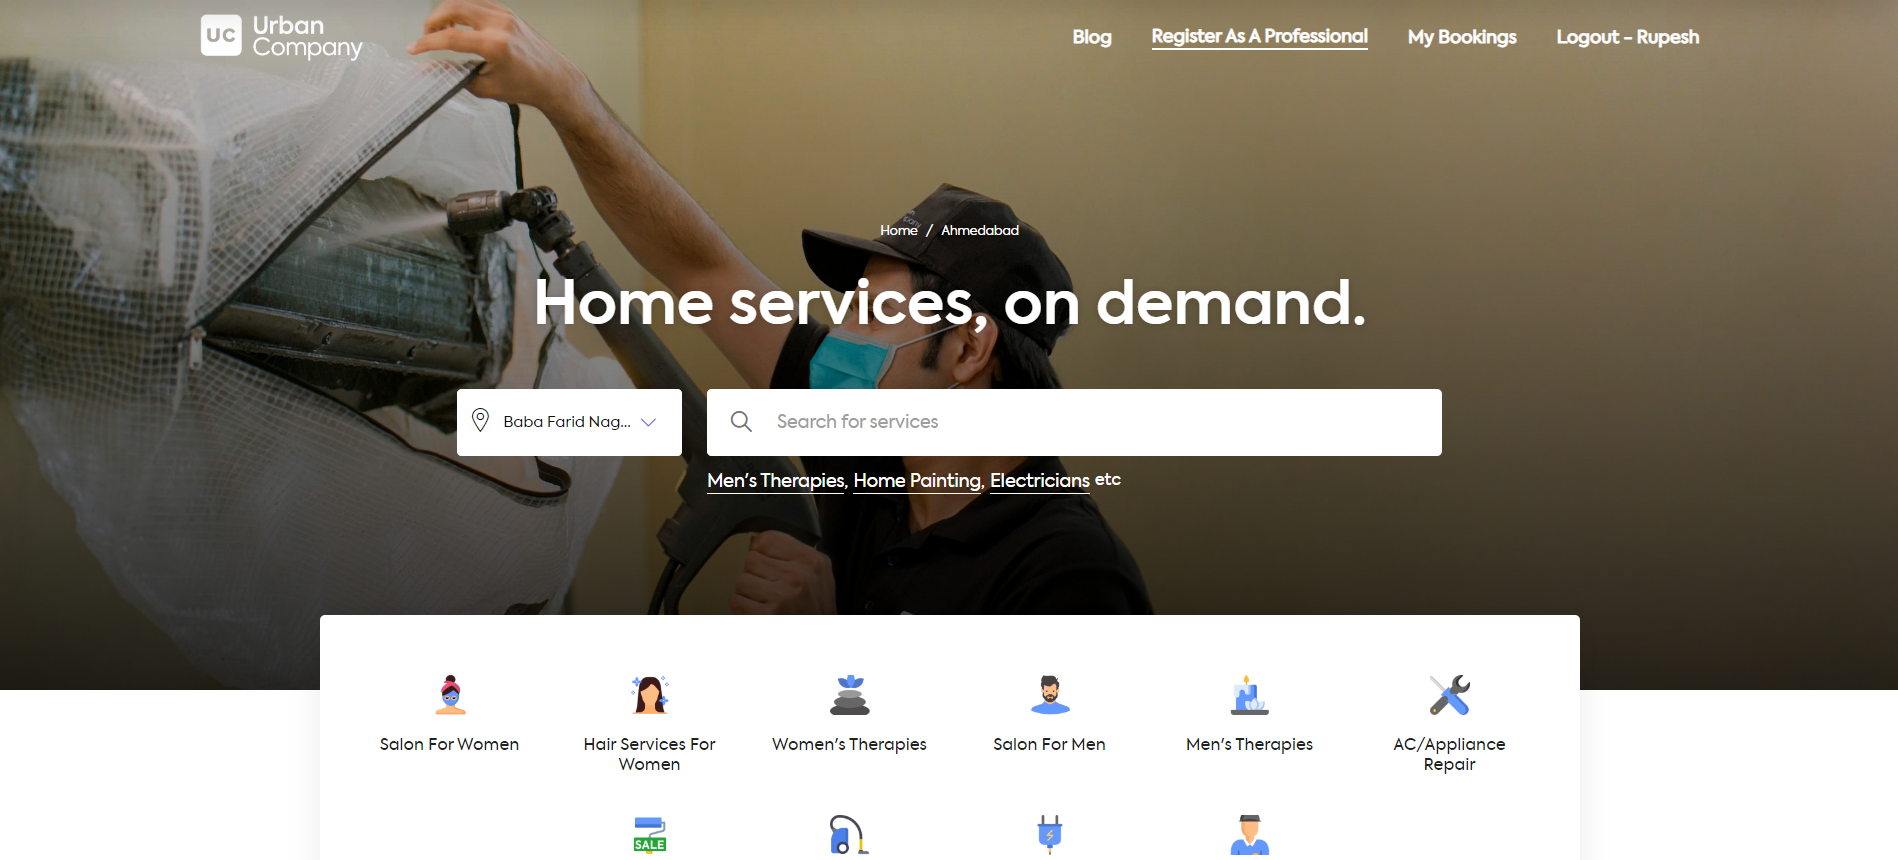 UC Urban
Company
Blog
Register As A Professional
My Bookings
Logout - Rupesh
Home / Ahmedabad
Home services, on demand.
Baba Farid Nag...
Search for services
Men's Therapies, Home Painting, Electricians etc
Salon For Women
Hair Services For
Women
Women's Therapies
Salon For Men
Men's Therapies
AC/Appliance
Repair
SALE